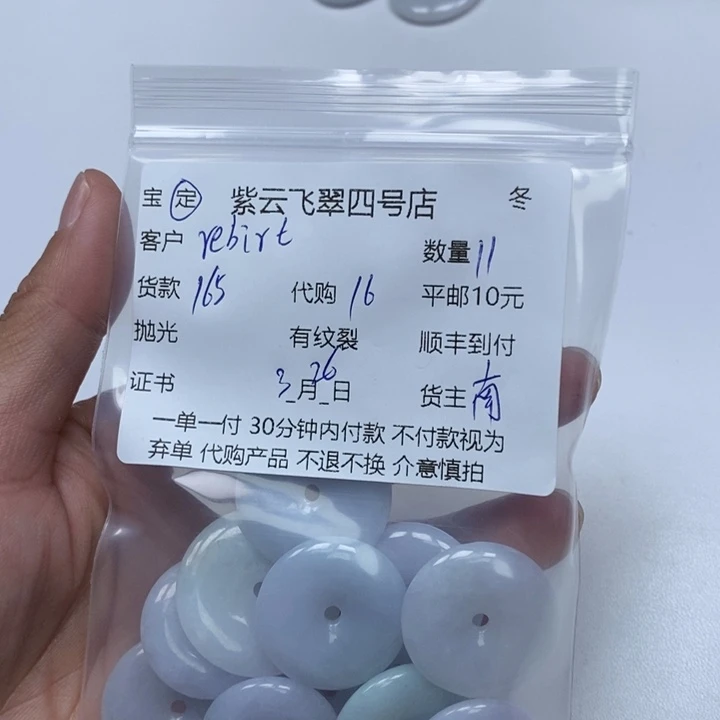 宝 定 紫云飞翠四号店 冬
客户 rebirt 数量 11
货款 165 代购 16 平邮10元
抛光 有纹裂 顺丰到付
证书 3_月26_日 货主 南
一单一付 30分钟内付款 不付款视为
弃单 代购产品 不退不换 介意慎拍